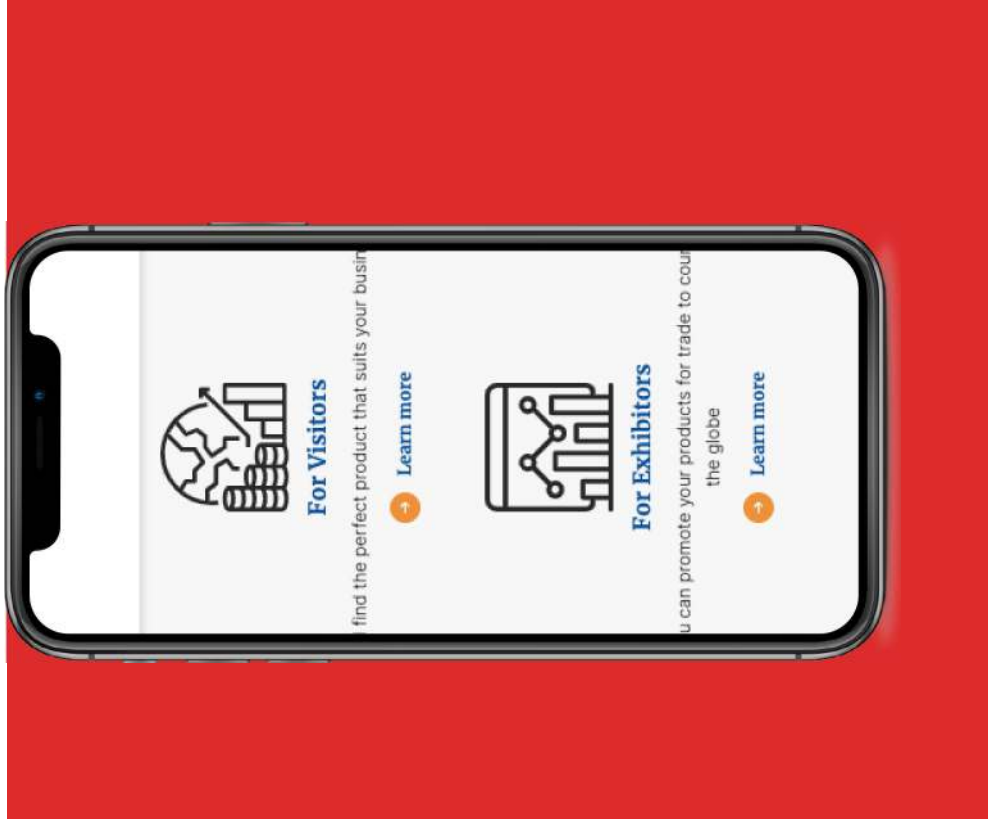 For Visitors
find the perfect product that suits your busin
Learn more
For Exhibitors
u can promote your products for trade to cour
the globe
Learn more